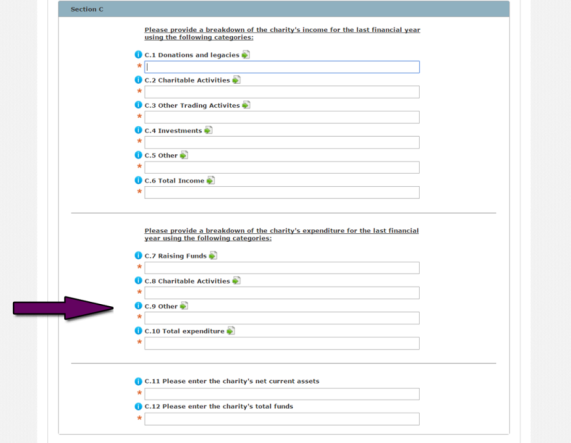 Section C
Please provide a breakdown of the charity's income for the last financial year
using the following categories:
C.1 Donations and legacies
*
C.2 Charitable Activities
*
C.3 Other Trading Activites
*
C.4 Investments
*
C.5 Other
*
C.6 Total Income
*
Please provide a breakdown of the charity's expenditure for the last financial
year using the following categories:
C.7 Raising Funds
*
C.8 Charitable Activities
*
C.9 Other
*
C.10 Total expenditure
*
C.11 Please enter the charity's net current assets
*
C.12 Please enter the charity's total funds
*